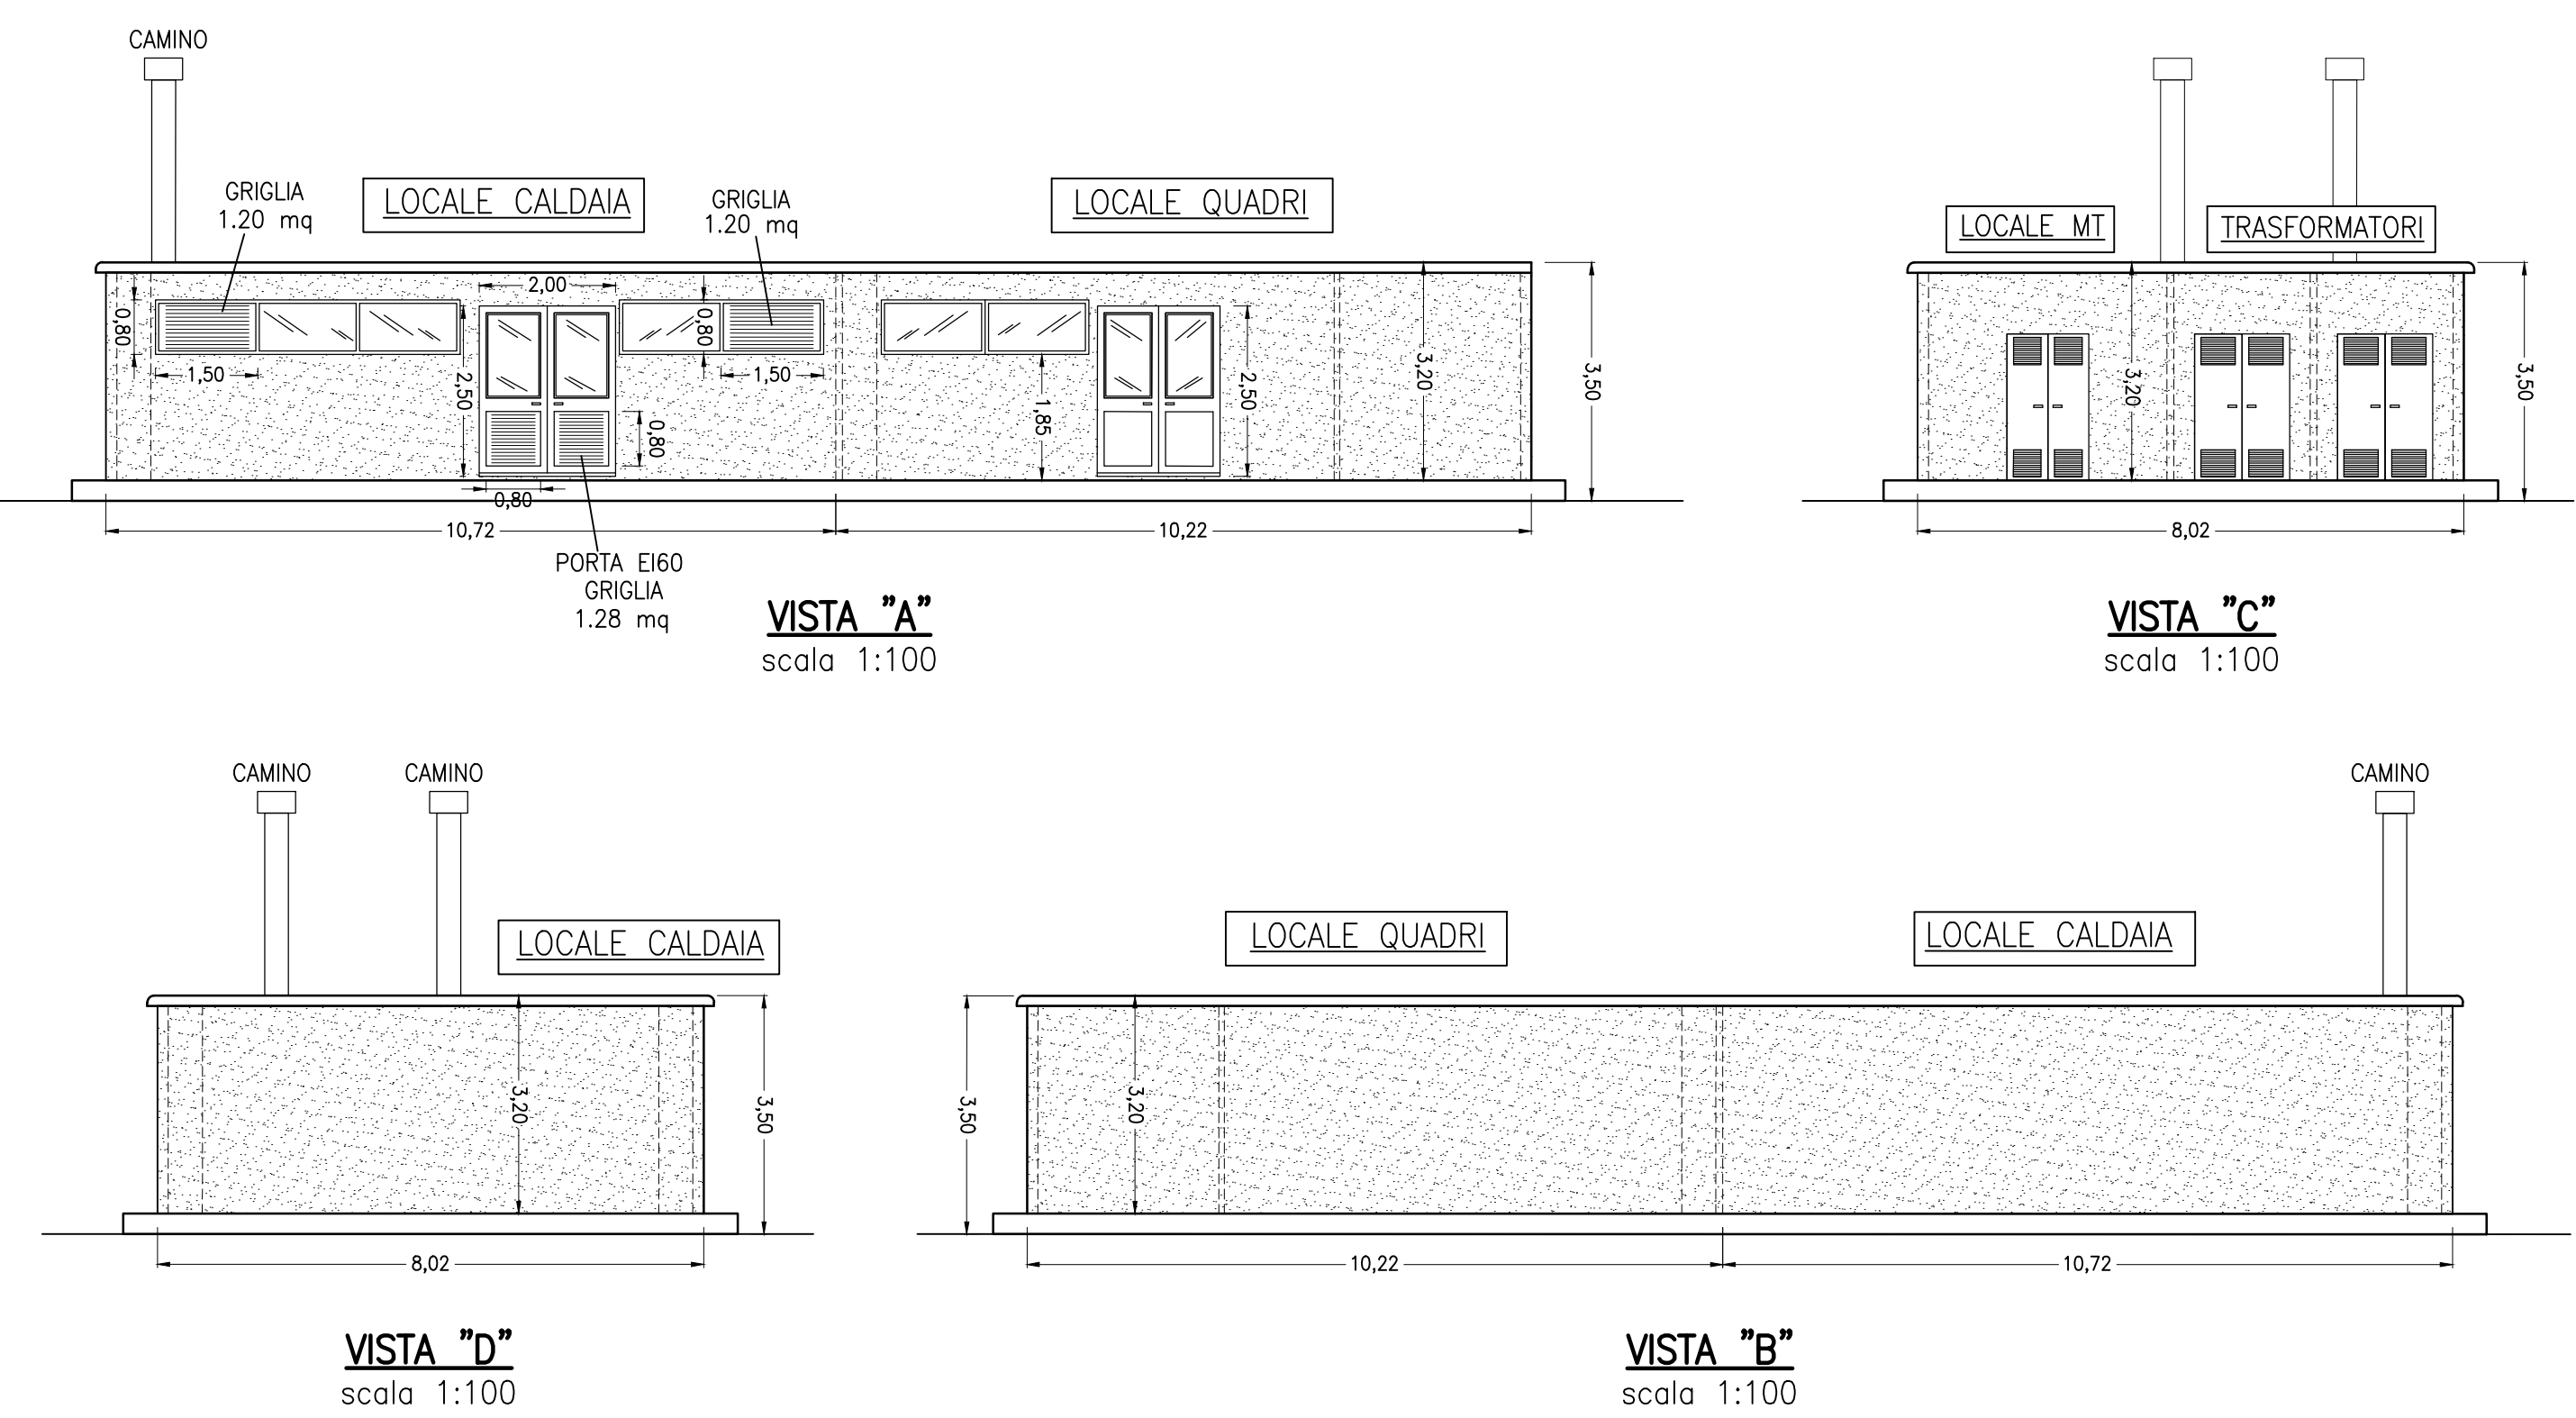 CAMINO
GRIGLIA
1.20 mq
LOCALE CALDAIA
GRIGLIA
1.20 mq
LOCALE QUADRI
2,00
0,80
0,80
1,50
1,50
2,50
0,80
1,85
2,50
3,20
3,50
0,80
10,72
10,22
PORTA EI60
GRIGLIA
1.28 mq
VISTA "A"
scala 1:100
LOCALE MT
TRASFORMATORI
3,20
3,50
8,02
VISTA "C"
scala 1:100
CAMINO
CAMINO
LOCALE CALDAIA
3,20
3,50
8,02
VISTA "D"
scala 1:100
CAMINO
LOCALE QUADRI
LOCALE CALDAIA
3,50
3,20
10,22
10,72
VISTA "B"
scala 1:100